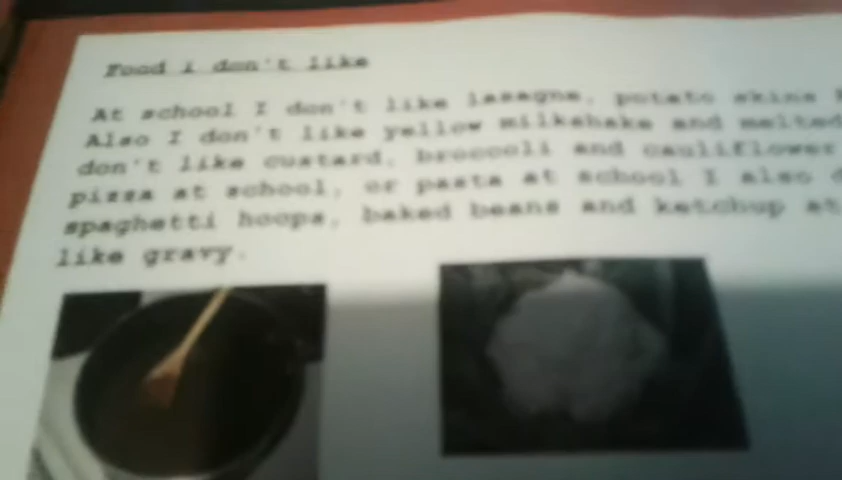 Food i don't like
At school I don't like lasagne, potato skins
Also I don't like yellow milkshake and melted
don't like custard, broccoli and cauliflower
pizza at school, or pasta at school I also
spaghetti hoops, baked beans and ketchup at
like gravy.